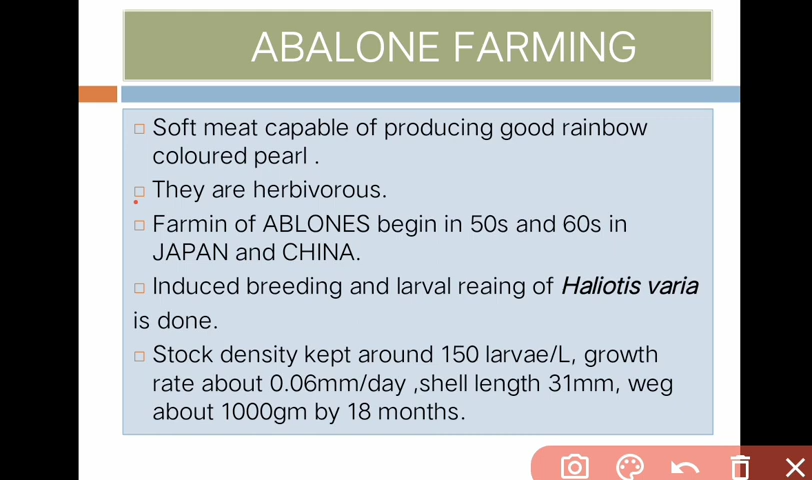 ABALONE FARMING
Soft meat capable of producing good rainbow
coloured pearl .
They are herbivorous.
Farmin of ABLONES begin in 50s and 60s in
JAPAN and CHINA.
Induced breeding and larval reaing of Haliotis varia
is done.
Stock density kept around 150 larvae/L, growth
rate about 0.06mm/day ,shell length 31mm, weg
about 1000gm by 18 months.